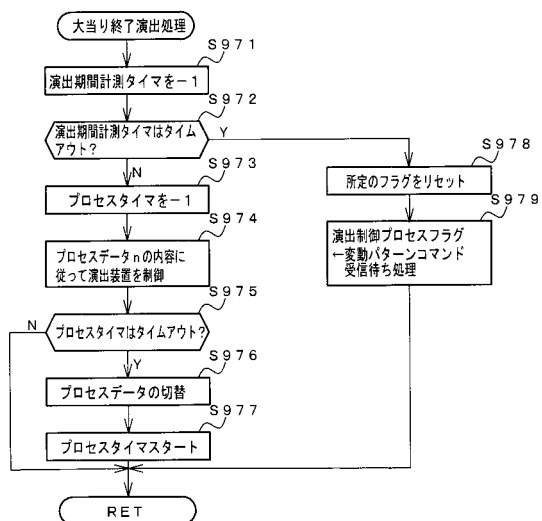 大当り終了演出処理
S971
演出期間計測タイマを－1
S972
演出期間計測タイマはタイム
アウト?
Y
N
S973
プロセスタイマを－1
S974
プロセスデータnの内容に
従って演出装置を制御
S975
N
プロセスタイマはタイムアウト?
Y
S976
プロセスデータの切替
S977
プロセスタイマスタート
RET
S978
所定のフラグをリセット
S979
演出制御プロセスフラグ
←変動パターンコマンド
受信待ち処理